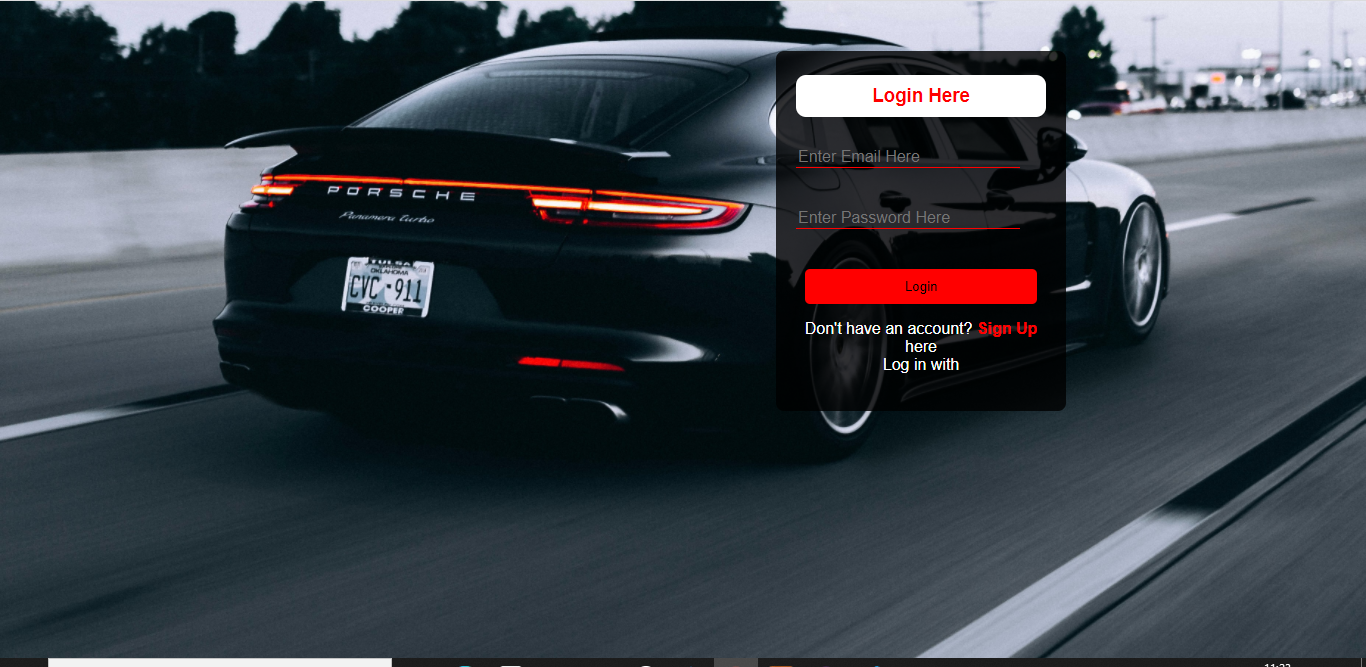 Login Here
Enter Email Here
Enter Password Here
Login
Don't have an account? Sign Up
here
Log in with
PORSCHE
Panamera turbo
TULSA
OKLAHOMA
CVC-911
COOPER